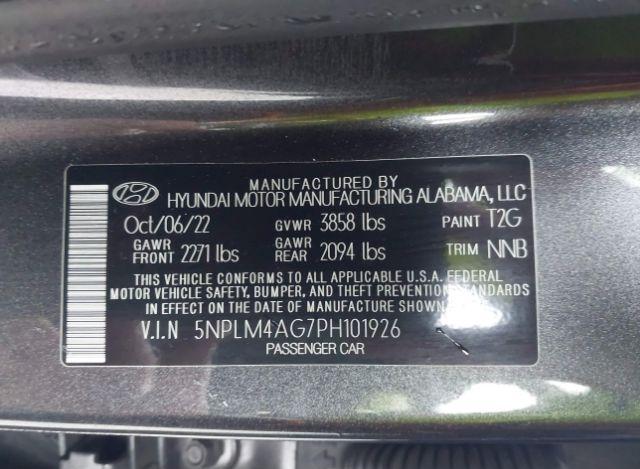 MANUFACTURED BY
HYUNDAI MOTOR MANUFACTURING ALABAMA, LLC
Oct/06/22 GVWR 3858 lbs PAINT T2G
GAWR FRONT 2271 lbs GAWR REAR 2094 lbs TRIM NNB
THIS VEHICLE CONFORMS TO ALL APPLICABLE U.S.A. FEDERAL
MOTOR VEHICLE SAFETY, BUMPER, AND THEFT PREVENTION STANDARDS
IN EFFECT ON THE DATE OF MANUFACTURE SHOWN
V.I.N 5NPLM4AG7PH101926
PASSENGER CAR